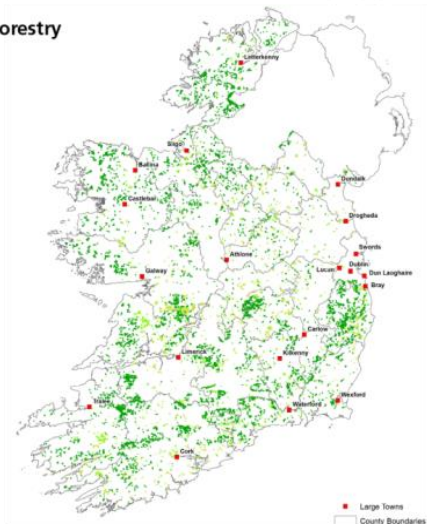 orestry
Letterkenny
Sligo
Ballina
Dundalk
Castlebar
Drogheda
Swords
Athlone
Dublin
Lucan
Dun Laoghaire
Galway
Bray
Carlow
Limerick
Kilkenny
Wexford
Tralee
Waterford
Cork
Large Towns
County Boundaries